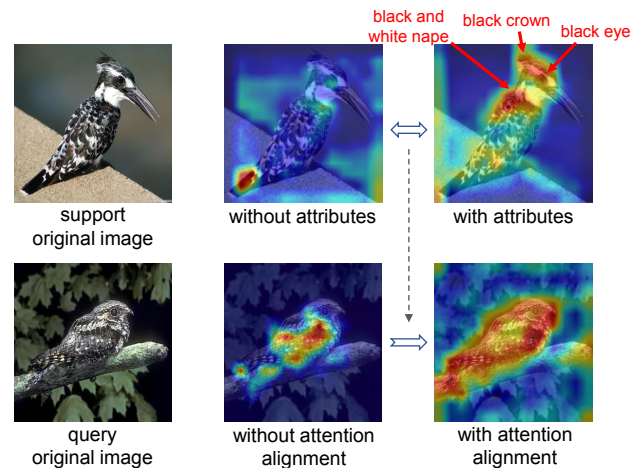 black and
white nape
black crown
black eye
support
original image
without attributes
with attributes
query
original image
without attention
alignment
with attention
alignment